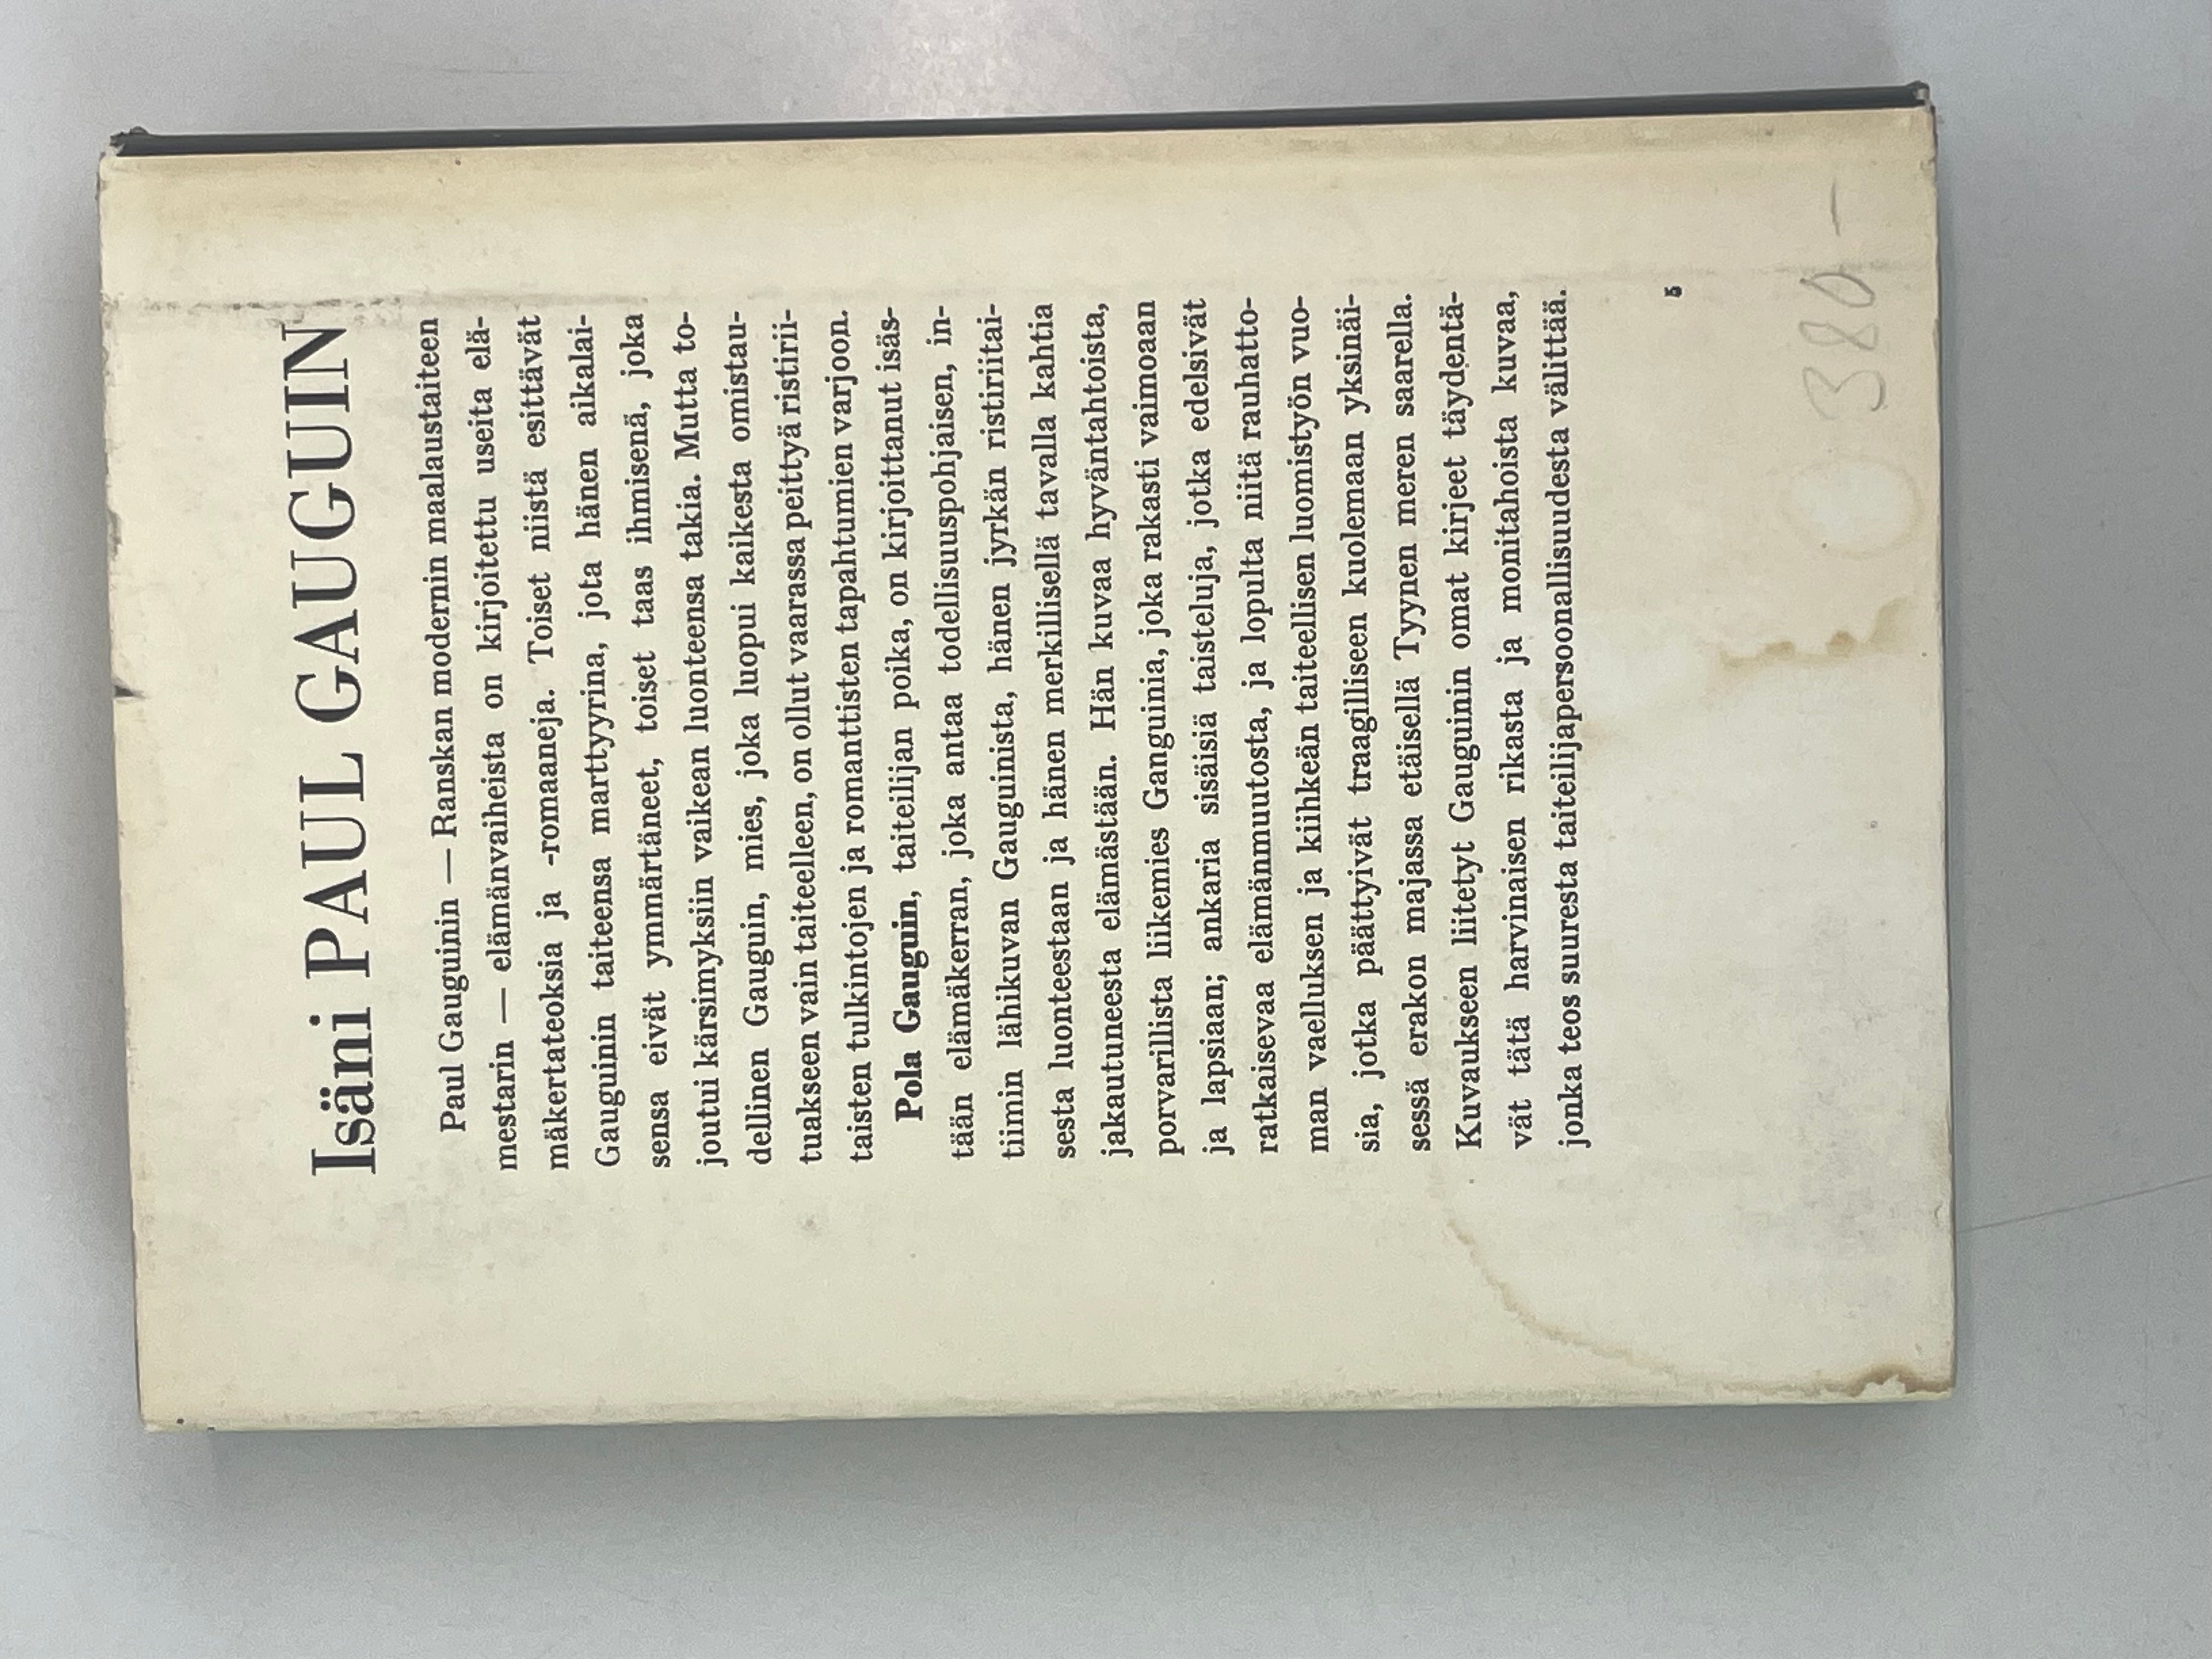 Isäni PAUL GAUGUIN
Paul Gauguinin — Ranskan modernin maalaustaiteen
mestarin — elämänvaiheista on kirjoitettu useita elä-
mäkertateoksia ja -romaaneja. Toiset niistä esittävät
Gauguinin taiteensa marttyyrina, jota hänen aikalai-
sensa eivät ymmärtäneet, toiset taas ihmisenä, joka
joutui kärsimyksiin vaikean luonteensa takia. Mutta to-
dellinen Gauguin, mies, joka luopui kaikesta omistau-
tuakseen vain taiteelleen, on ollut vaarassa peittyä ristirii-
taisten tulkintojen ja romanttisten tapahtumien varjoon.
Pola Gauguin, taiteilijan poika, on kirjoittanut isäs-
tään elämäkerran, joka antaa todellisuuspohjaisen, in-
tiimin lähikuvan Gauguinista, hänen jyrkän ristiriitai-
sesta luonteestaan ja hänen merkillisellä tavalla kahtia
jakautuneesta elämästään. Hän kuvaa hyväntahtoista,
porvarillista liikemies Ganguinia, joka rakasti vaimoaan
ja lapsiaan; ankaria sisäisiä taisteluja, jotka edelsivät
ratkaisevaa elämänmuutosta, ja lopulta niitä rauhatto-
man vaelluksen ja kiihkeän taiteellisen luomistyön vuo-
sia, jotka päättyivät traagilliseen kuolemaan yksinäi-
sessä erakon majassa etäisellä Tyynen meren saarella.
Kuvaukseen liitetyt Gauguinin omat kirjeet täydentä-
vät tätä harvinaisen rikasta ja monitahoista kuvaa,
jonka teos suuresta taiteilijapersoonallisuudesta välittää.
5
380 —